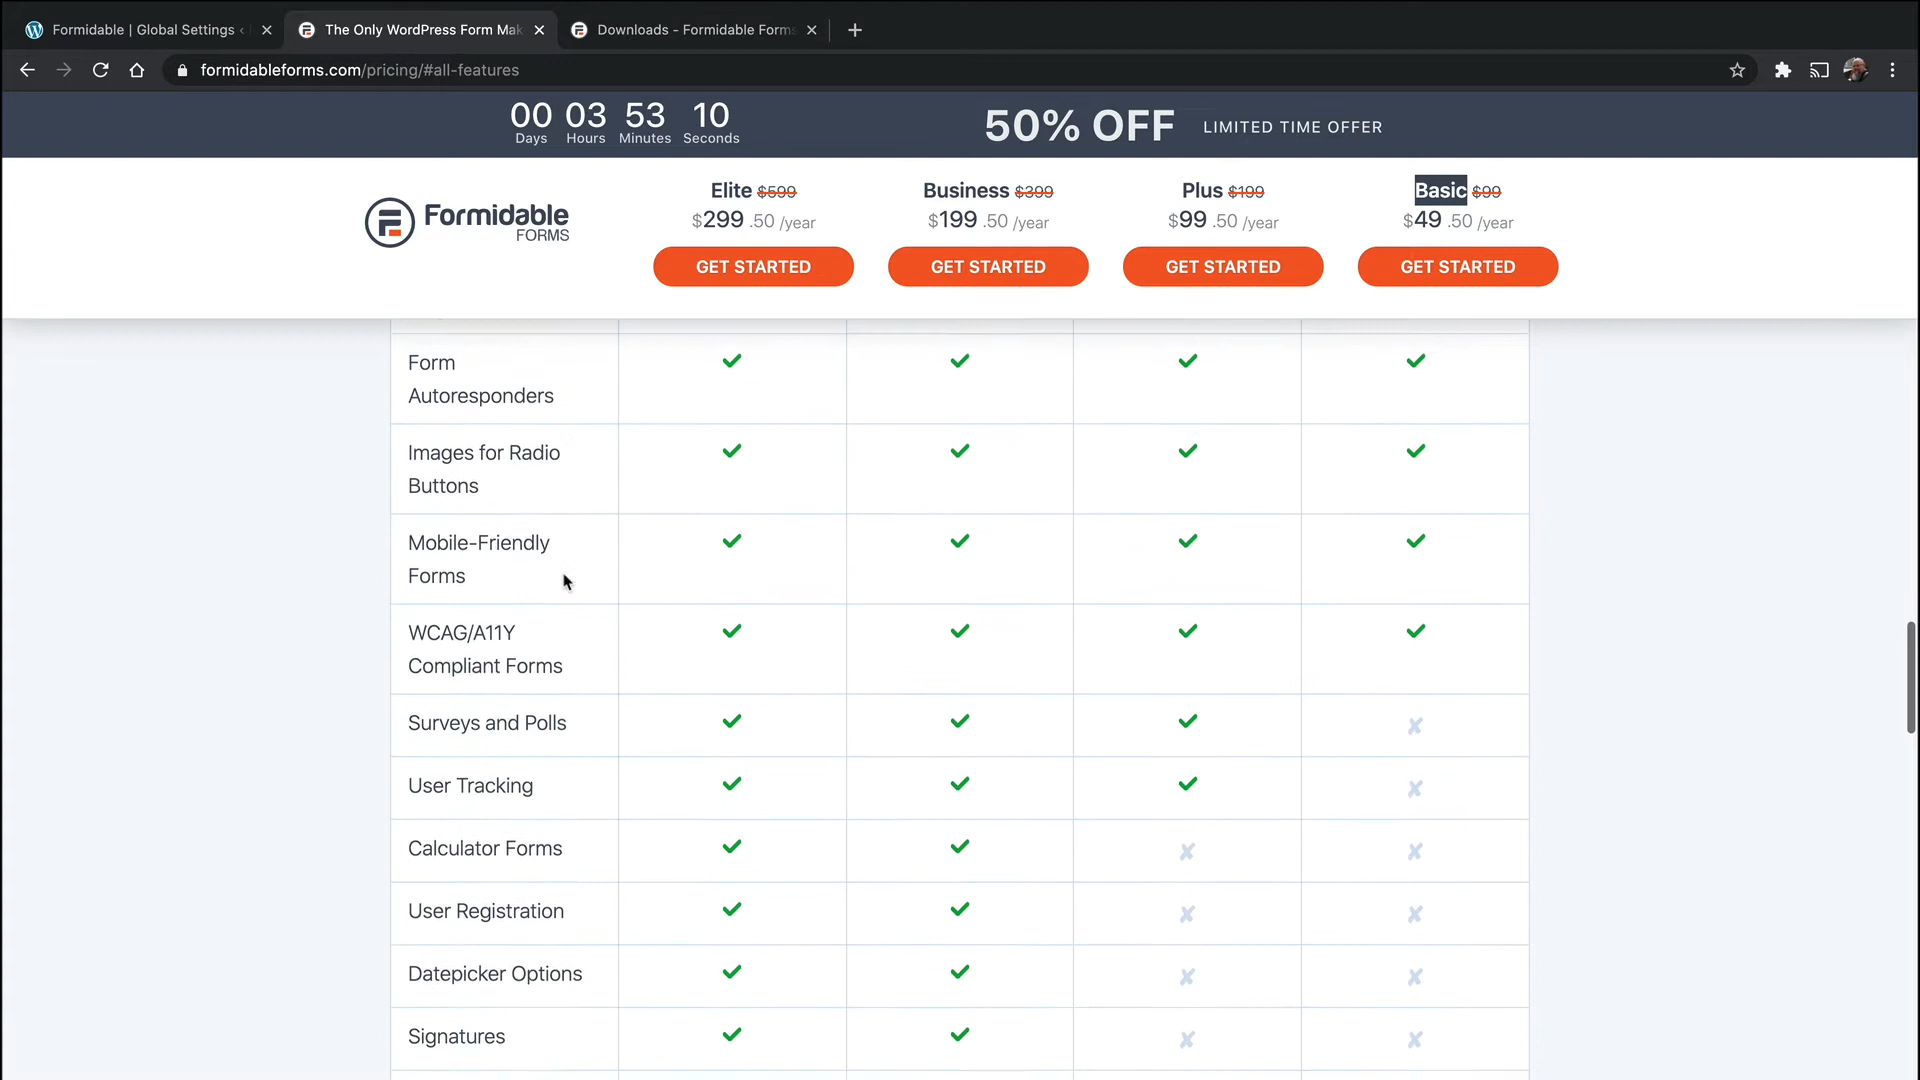 Formidable | Global Settings ‹
The Only WordPress Form Mak
Downloads - Formidable Forms
formidableforms.com/pricing/#all-features
00 03 53 10
Days Hours Minutes Seconds
50% OFF LIMITED TIME OFFER
Formidable
FORMS
Elite $599
$299.50 /year
GET STARTED
Business $399
$199.50 /year
GET STARTED
Plus $199
$99.50 /year
GET STARTED
Basic $99
$49.50 /year
GET STARTED
Form
Autoresponders
Images for Radio
Buttons
Mobile-Friendly
Forms
WCAG/A11Y
Compliant Forms
Surveys and Polls
User Tracking
Calculator Forms
User Registration
Datepicker Options
Signatures